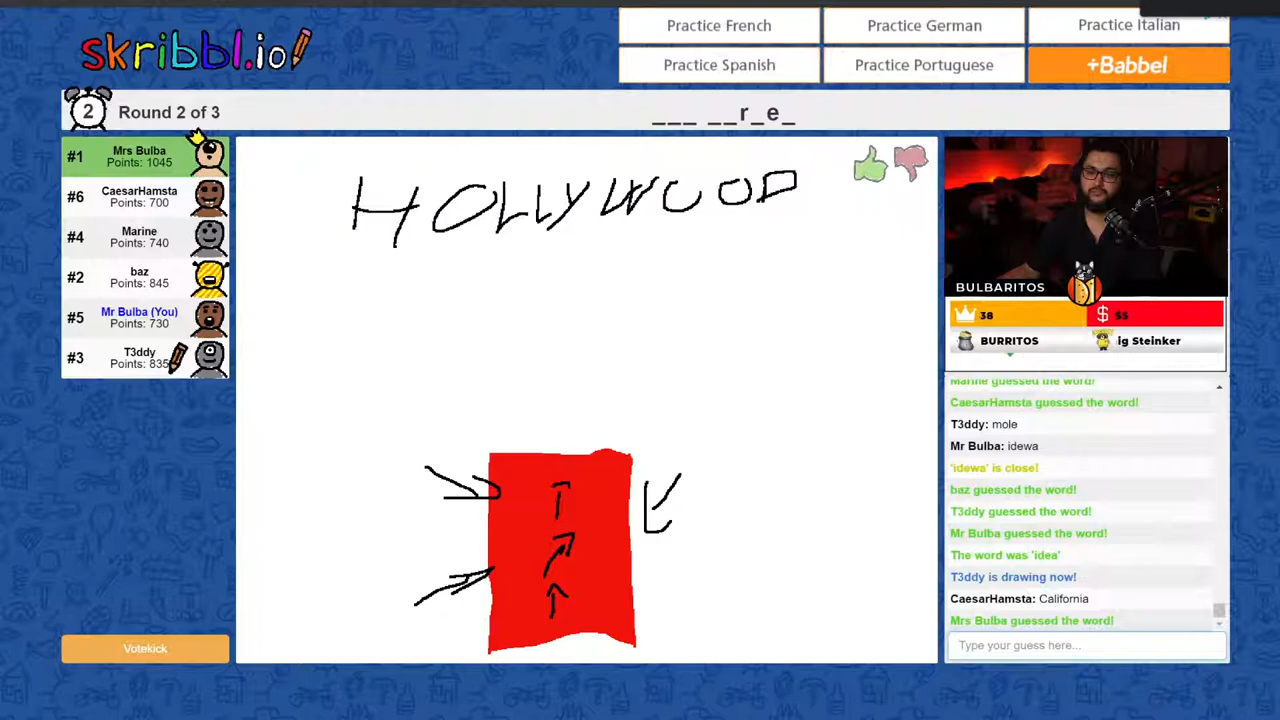 Practice French
Practice German
Practice Italian
skribbl.io
Practice Spanish
Practice Portuguese
+Babbel
2
Round 2 of 3
___ __r_e_
#1 Mrs Bulba
Points: 1045
#6 CaesarHamsta
Points: 700
#4 Marine
Points: 740
#2 baz
Points: 845
#5 Mr Bulba (You)
Points: 730
#3 T3ddy
Points: 835
HOLLYWOOD
BULBARITOS
38
$ 55
BURRITOS
ig Steinker
Marine guessed the word!
CaesarHamsta guessed the word!
T3ddy: mole
Mr Bulba: idewa
'idewa' is close!
baz guessed the word!
T3ddy guessed the word!
Mr Bulba guessed the word!
The word was 'idea'
T3ddy is drawing now!
CaesarHamsta: California
Mrs Bulba guessed the word!
Type your guess here...
Votekick